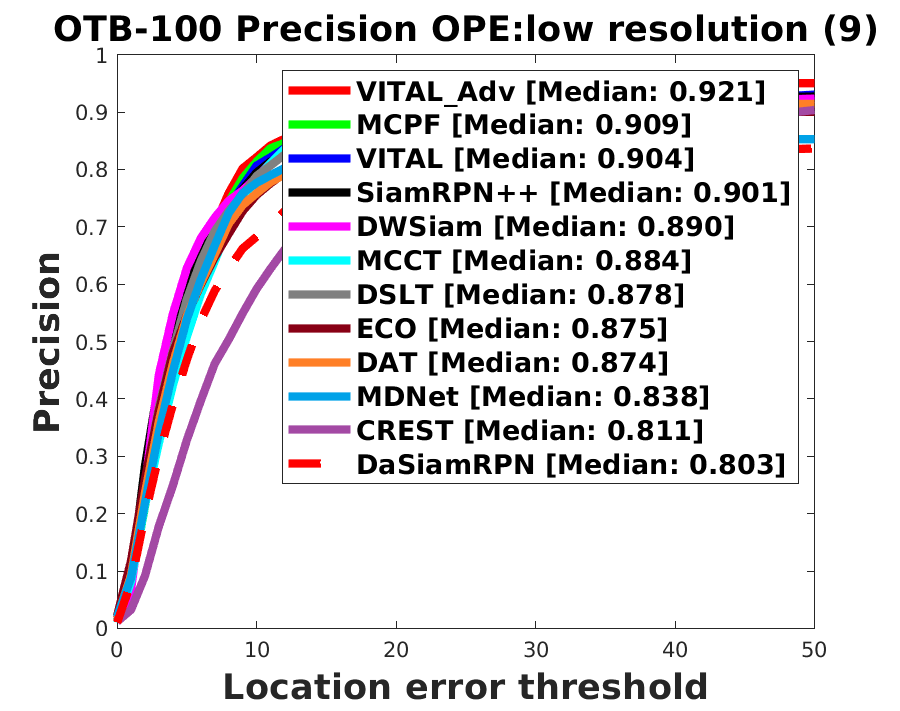 OTB-100 Precision OPE:low resolution (9)
1
0.9
0.8
0.7
0.6
0.5
0.4
0.3
0.2
0.1
0
Precision
VITAL_Adv [Median: 0.921]
MCPF [Median: 0.909]
VITAL [Median: 0.904]
SiamRPN++ [Median: 0.901]
DWSiam [Median: 0.890]
MCCT [Median: 0.884]
DSLT [Median: 0.878]
ECO [Median: 0.875]
DAT [Median: 0.874]
MDNet [Median: 0.838]
CREST [Median: 0.811]
DaSiamRPN [Median: 0.803]
0 10 20 30 40 50
Location error threshold